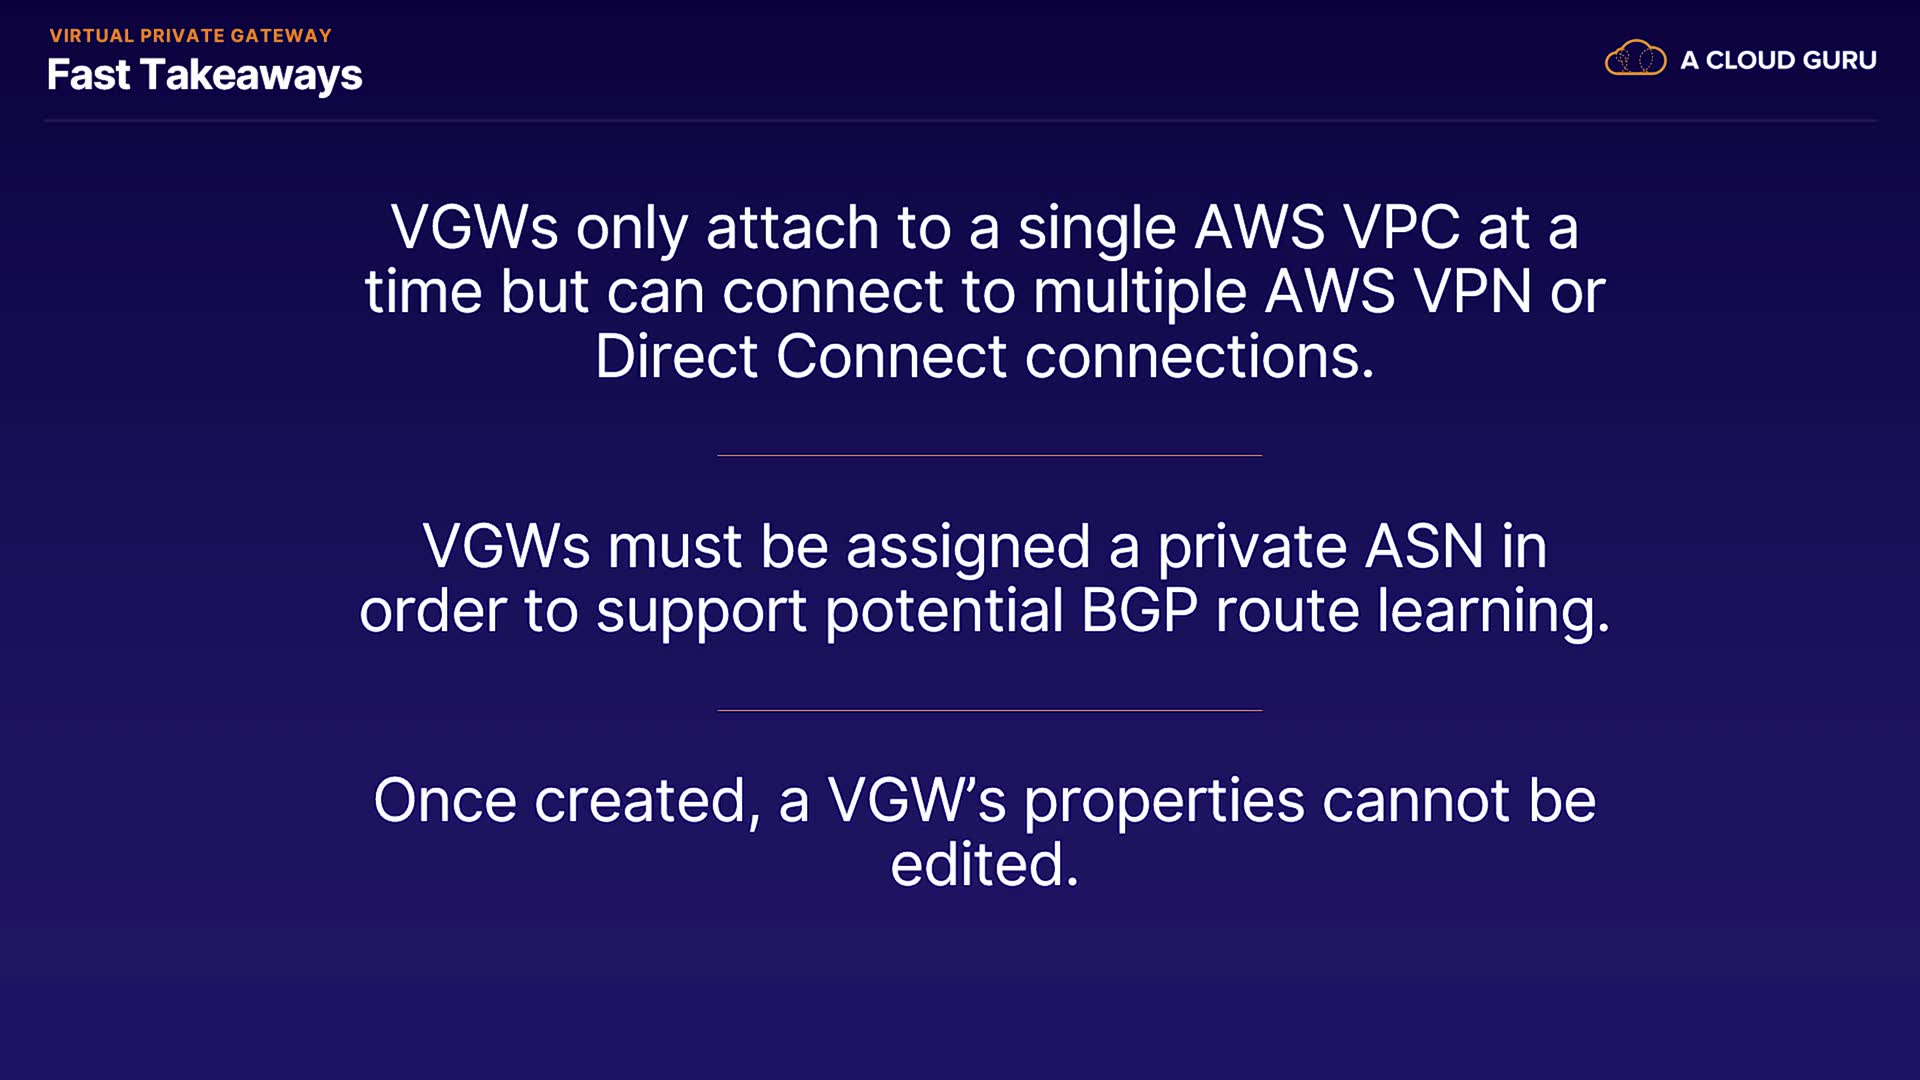 VIRTUAL PRIVATE GATEWAY
Fast Takeaways
A CLOUD GURU
VGWs only attach to a single AWS VPC at a
time but can connect to multiple AWS VPN or
Direct Connect connections.
VGWs must be assigned a private ASN in
order to support potential BGP route learning.
Once created, a VGW’s properties cannot be
edited.